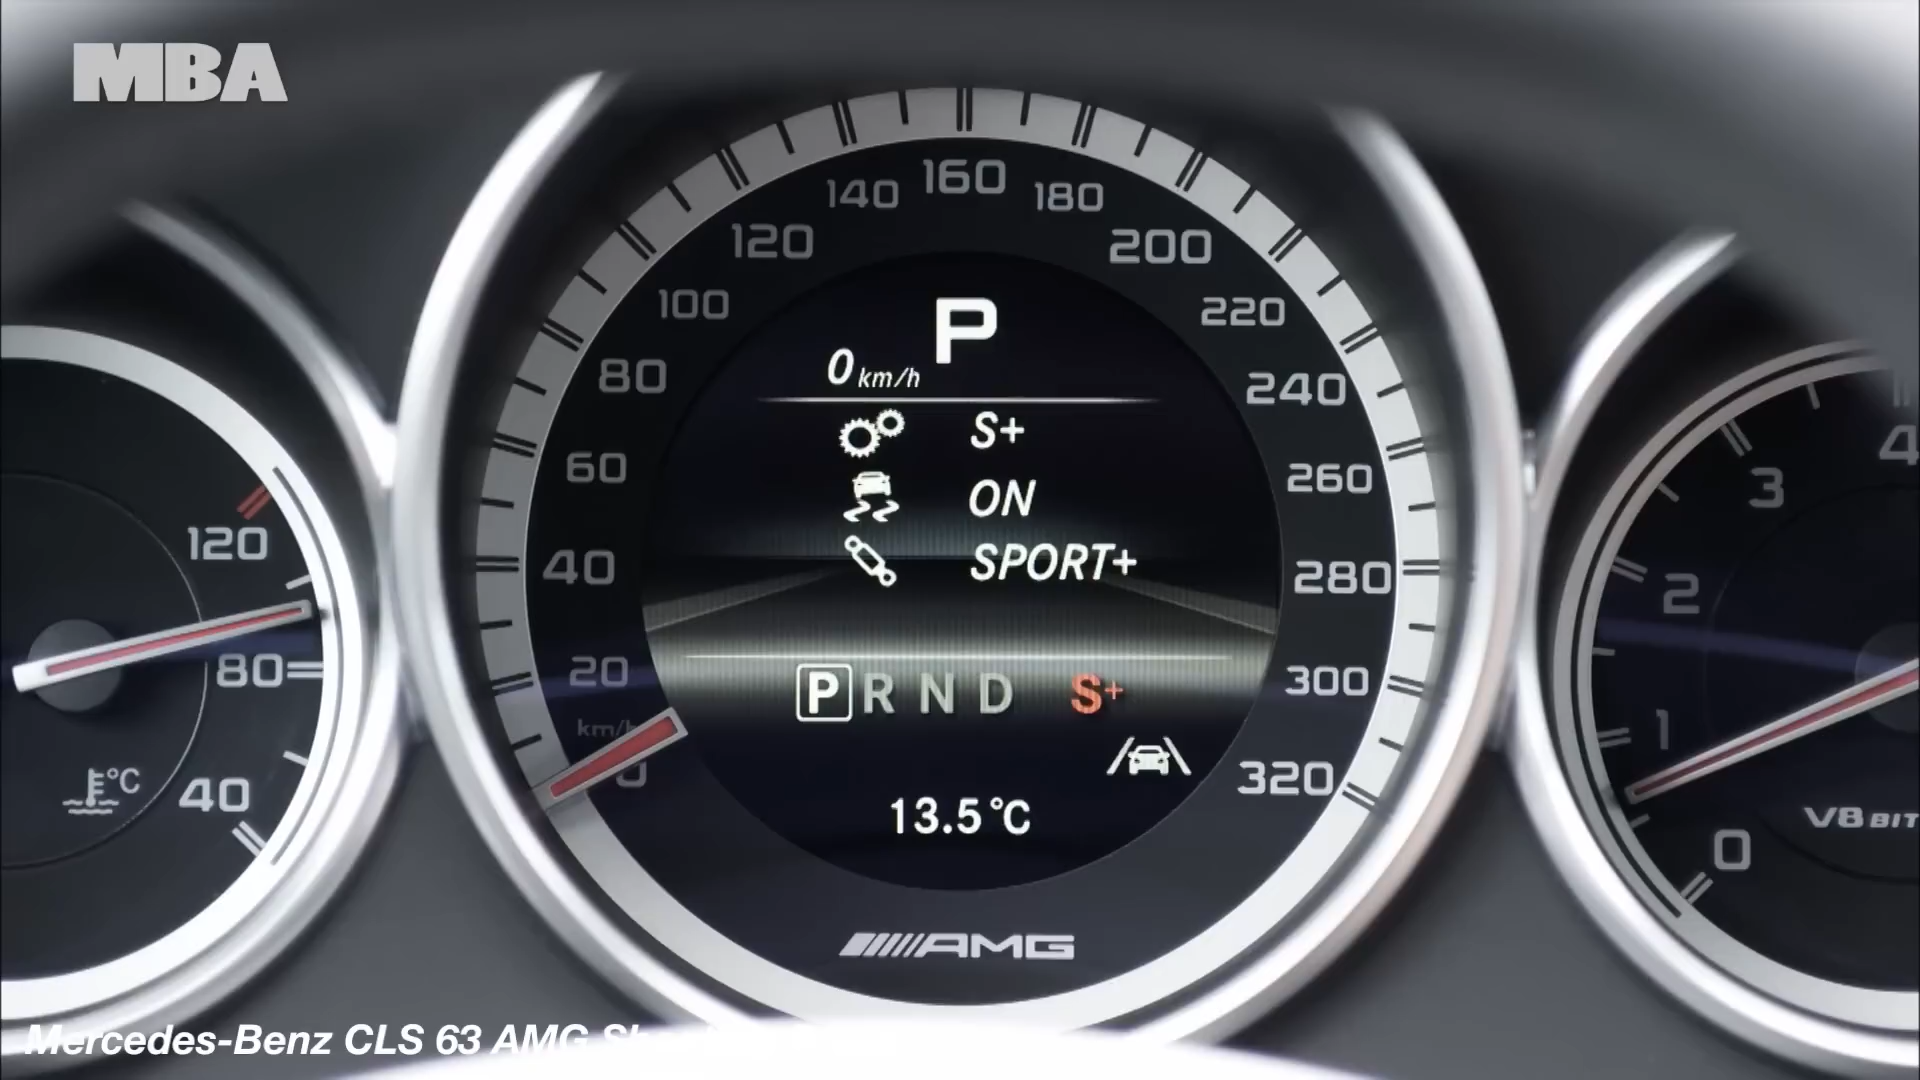 MBA
160
140
180
120
200
100
220
80
240
60
260
40
280
20
300
km/h
0
320
P
0 km/h
S+
ON
SPORT+
P R N D S+
13.5°C
AMG
120
80
°C
40
4
3
2
1
V8 BIT
0
Mercedes-Benz CLS 63 AMG